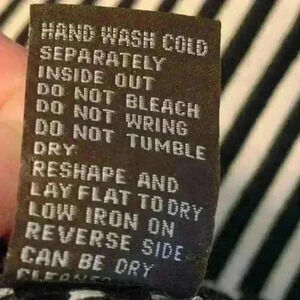 HAND WASH COLD
SEPARATELY
INSIDE OUT
DO NOT BLEACH
DO NOT WRING
DO NOT TUMBLE
DRY
RESHAPE AND
LAY FLAT TO DRY
LOW IRON ON
REVERSE SIDE
CAN BE DRY